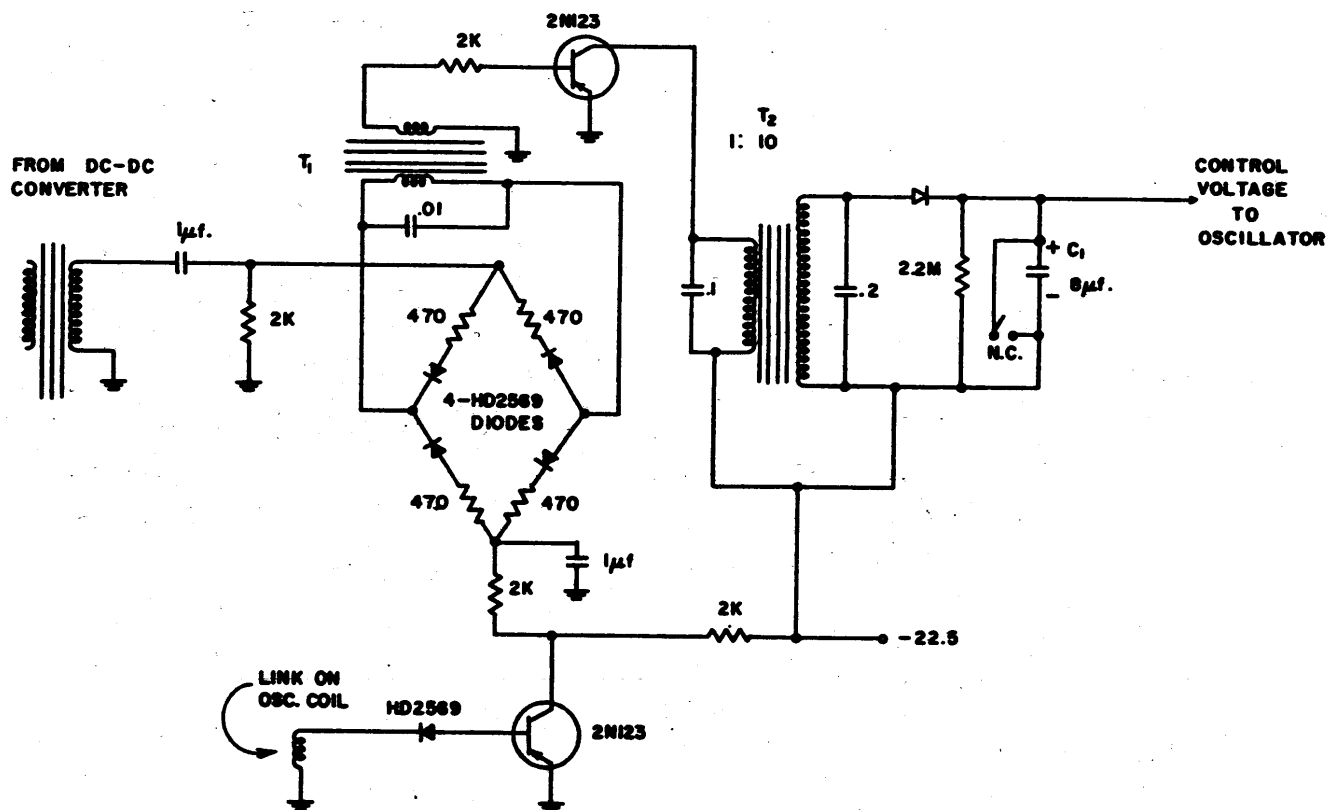 2N123
2K
T2
1: 10
FROM DC-DC
CONVERTER
T1
CONTROL
VOLTAGE
TO
OSCILLATOR
.01
1µf.
2K
470
470
.1
.2
2.2M
+ C1
8µf.
-
N.C.
4-HD2569
DIODES
470
470
1µf
2K
2K
-22.5
LINK ON
OSC. COIL
HD2569
2N123